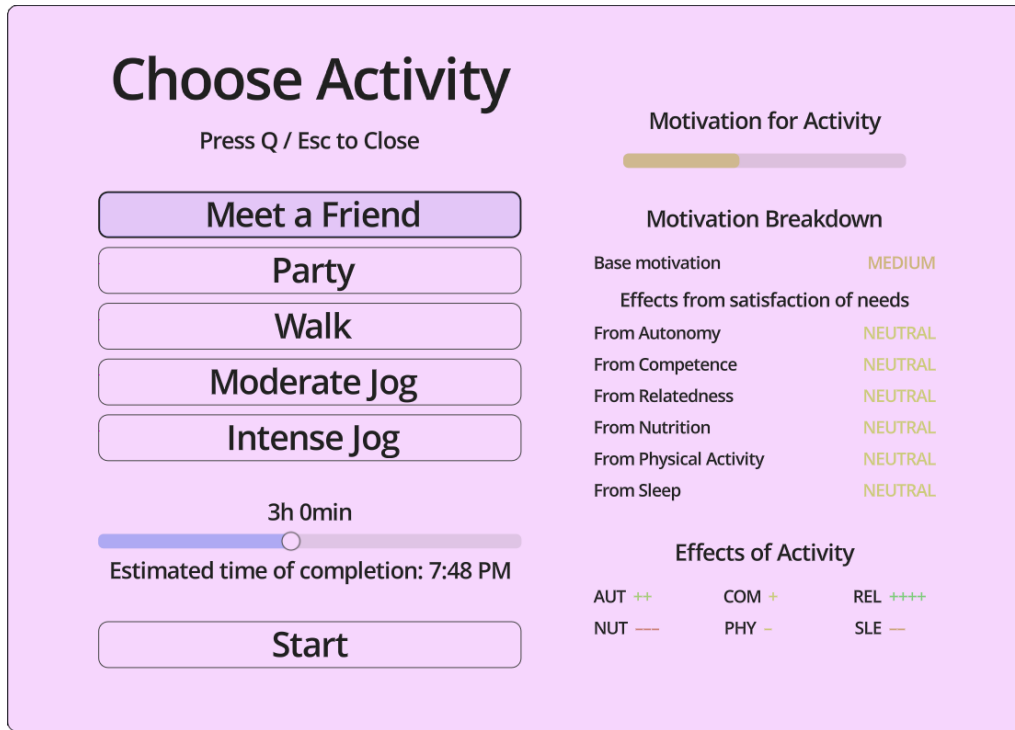 Choose Activity
Press Q / Esc to Close
Meet a Friend
Party
Walk
Moderate Jog
Intense Jog
3h 0min
Estimated time of completion: 7:48 PM
Start
Motivation for Activity
Motivation Breakdown
Base motivation MEDIUM
Effects from satisfaction of needs
From Autonomy NEUTRAL
From Competence NEUTRAL
From Relatedness NEUTRAL
From Nutrition NEUTRAL
From Physical Activity NEUTRAL
From Sleep NEUTRAL
Effects of Activity
AUT ++ COM + REL ++++
NUT --- PHY - SLE --